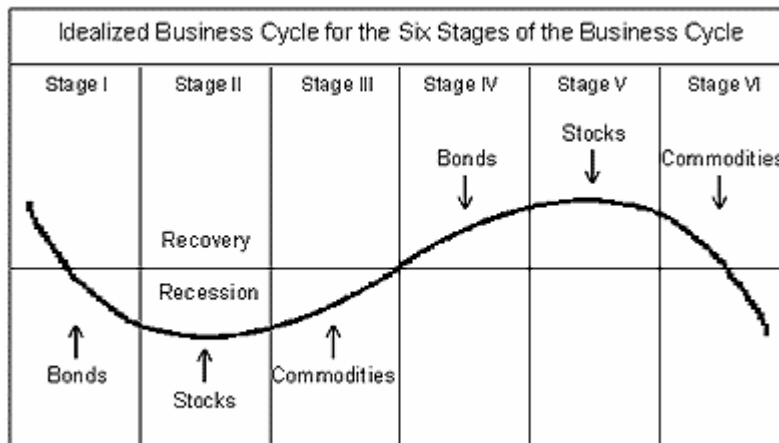 Idealized Business Cycle for the Six Stages of the Business Cycle
Stage I Stage II Stage III Stage IV Stage V Stage VI
Stocks
Bonds Commodities
Recovery
Recession
Bonds Commodities
Stocks